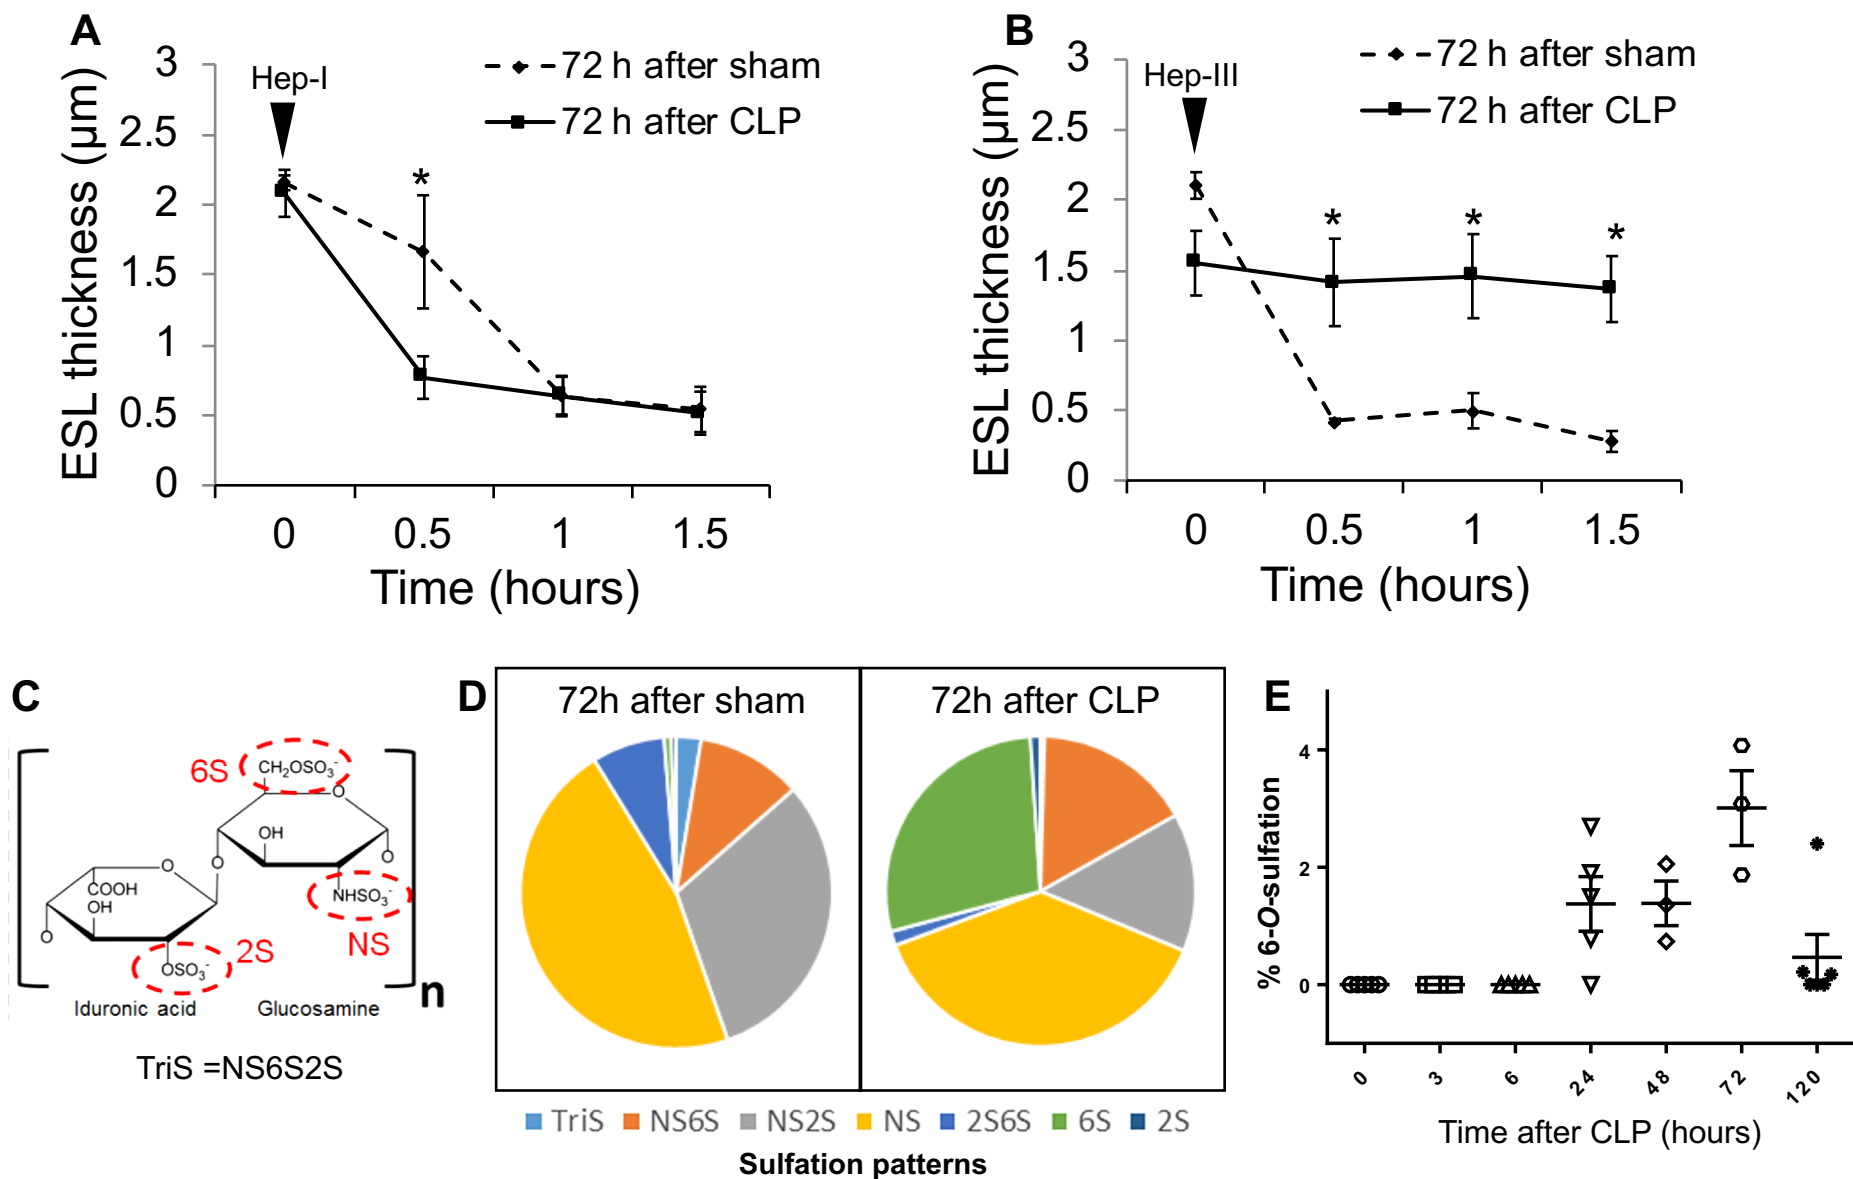 A
3
2.5
2
1.5
1
0.5
0
ESL thickness (µm)
Hep-I
72 h after sham
72 h after CLP
*
0 0.5 1 1.5
Time (hours)
B
3
2.5
2
1.5
1
0.5
0
ESL thickness (µm)
Hep-III
72 h after sham
72 h after CLP
* * *
0 0.5 1 1.5
Time (hours)
C
6S
CH₂OSO₃⁻
O
OH
O
O
O
COOH
OH
NHSO₃⁻
O
2S
NS
OSO₃⁻
n
Iduronic acid Glucosamine
TriS =NS6S2S
D
72h after sham
72h after CLP
TriS NS6S NS2S NS 2S6S 6S 2S
Sulfation patterns
E
% 6-O-sulfation
4
2
0
0 3 6 24 48 72 120
Time after CLP (hours)